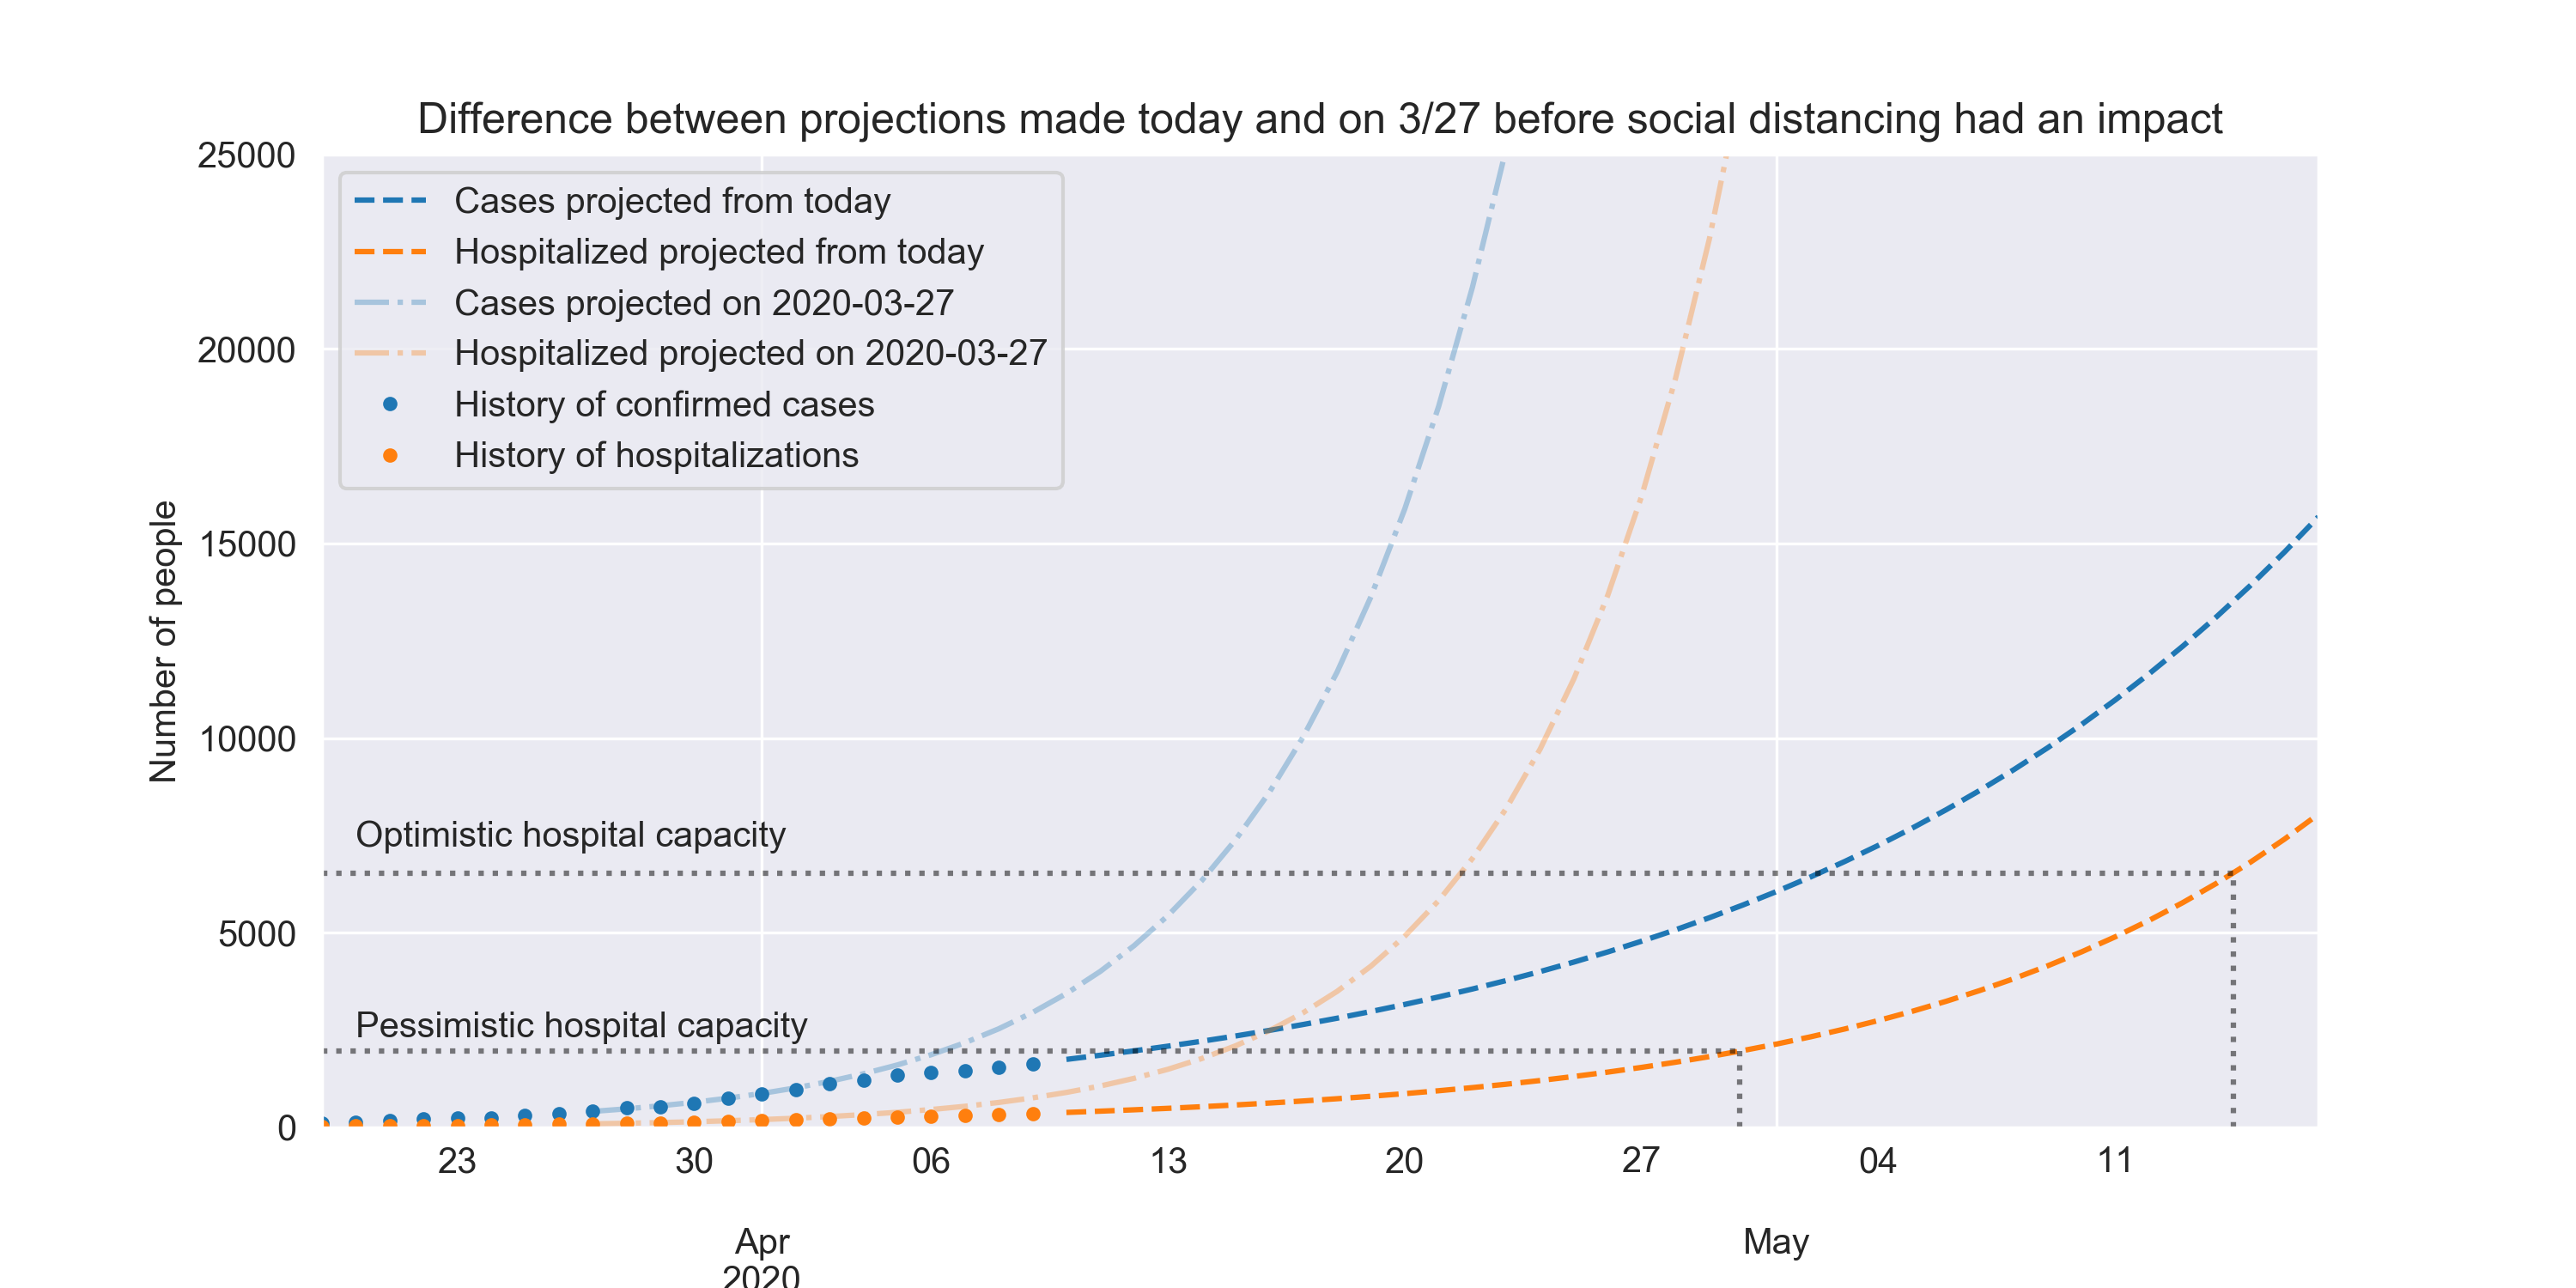 Difference between projections made today and on 3/27 before social distancing had an impact
25000
20000
15000
10000
5000
0
Number of people
Cases projected from today
Hospitalized projected from today
Cases projected on 2020-03-27
Hospitalized projected on 2020-03-27
History of confirmed cases
History of hospitalizations
Optimistic hospital capacity
Pessimistic hospital capacity
23 30 06 13 20 27 04 11
Apr May
2020